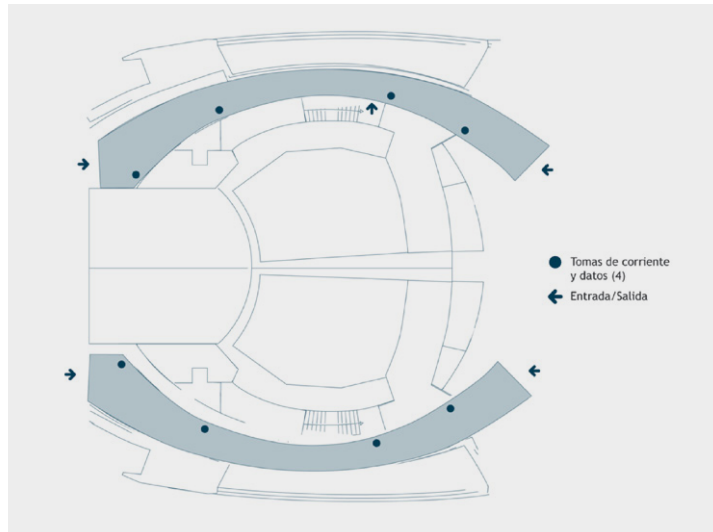 Tomas de corriente
y datos (4)
Entrada/Salida